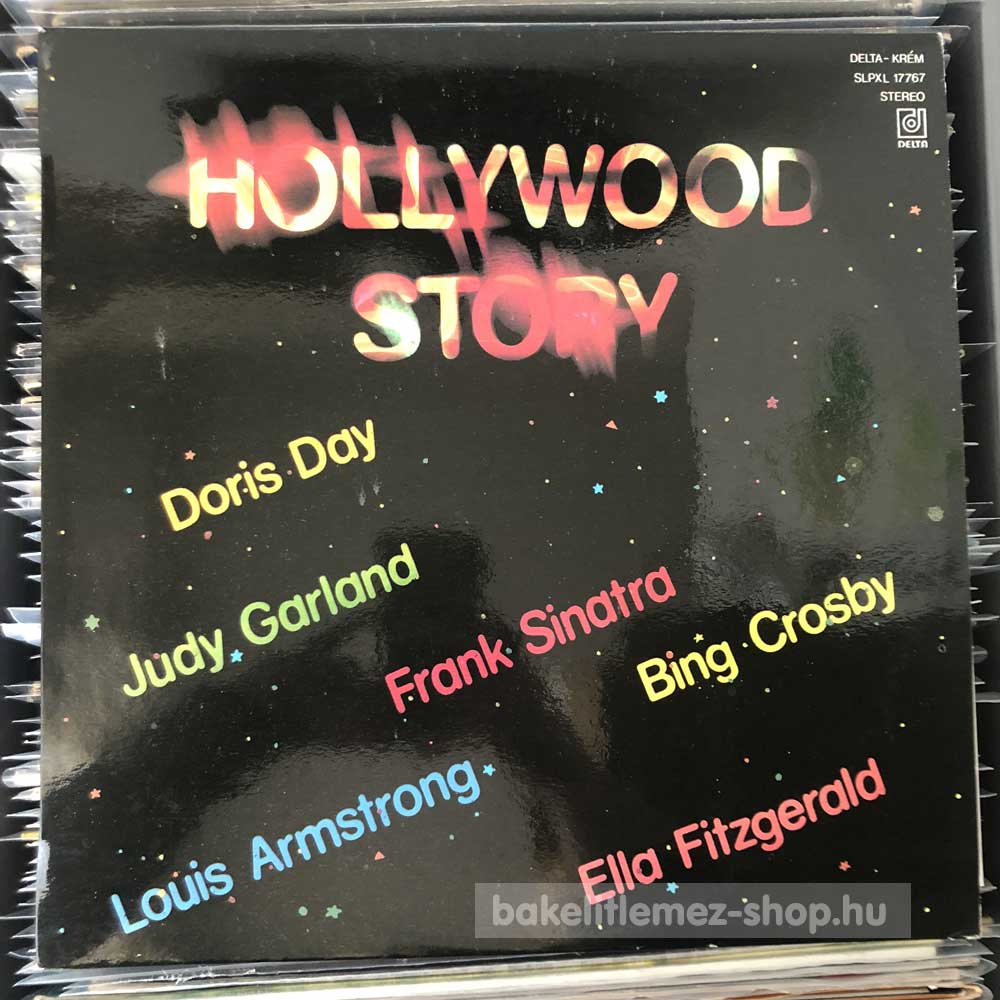 DELTA-KRÉM
SLPXL 17767
STEREO
DELTA
HOLLYWOOD
STORY
Doris Day
Judy Garland
Frank Sinatra
Bing Crosby
Louis Armstrong
Ella Fitzgerald
bakelitlemez-shop.hu